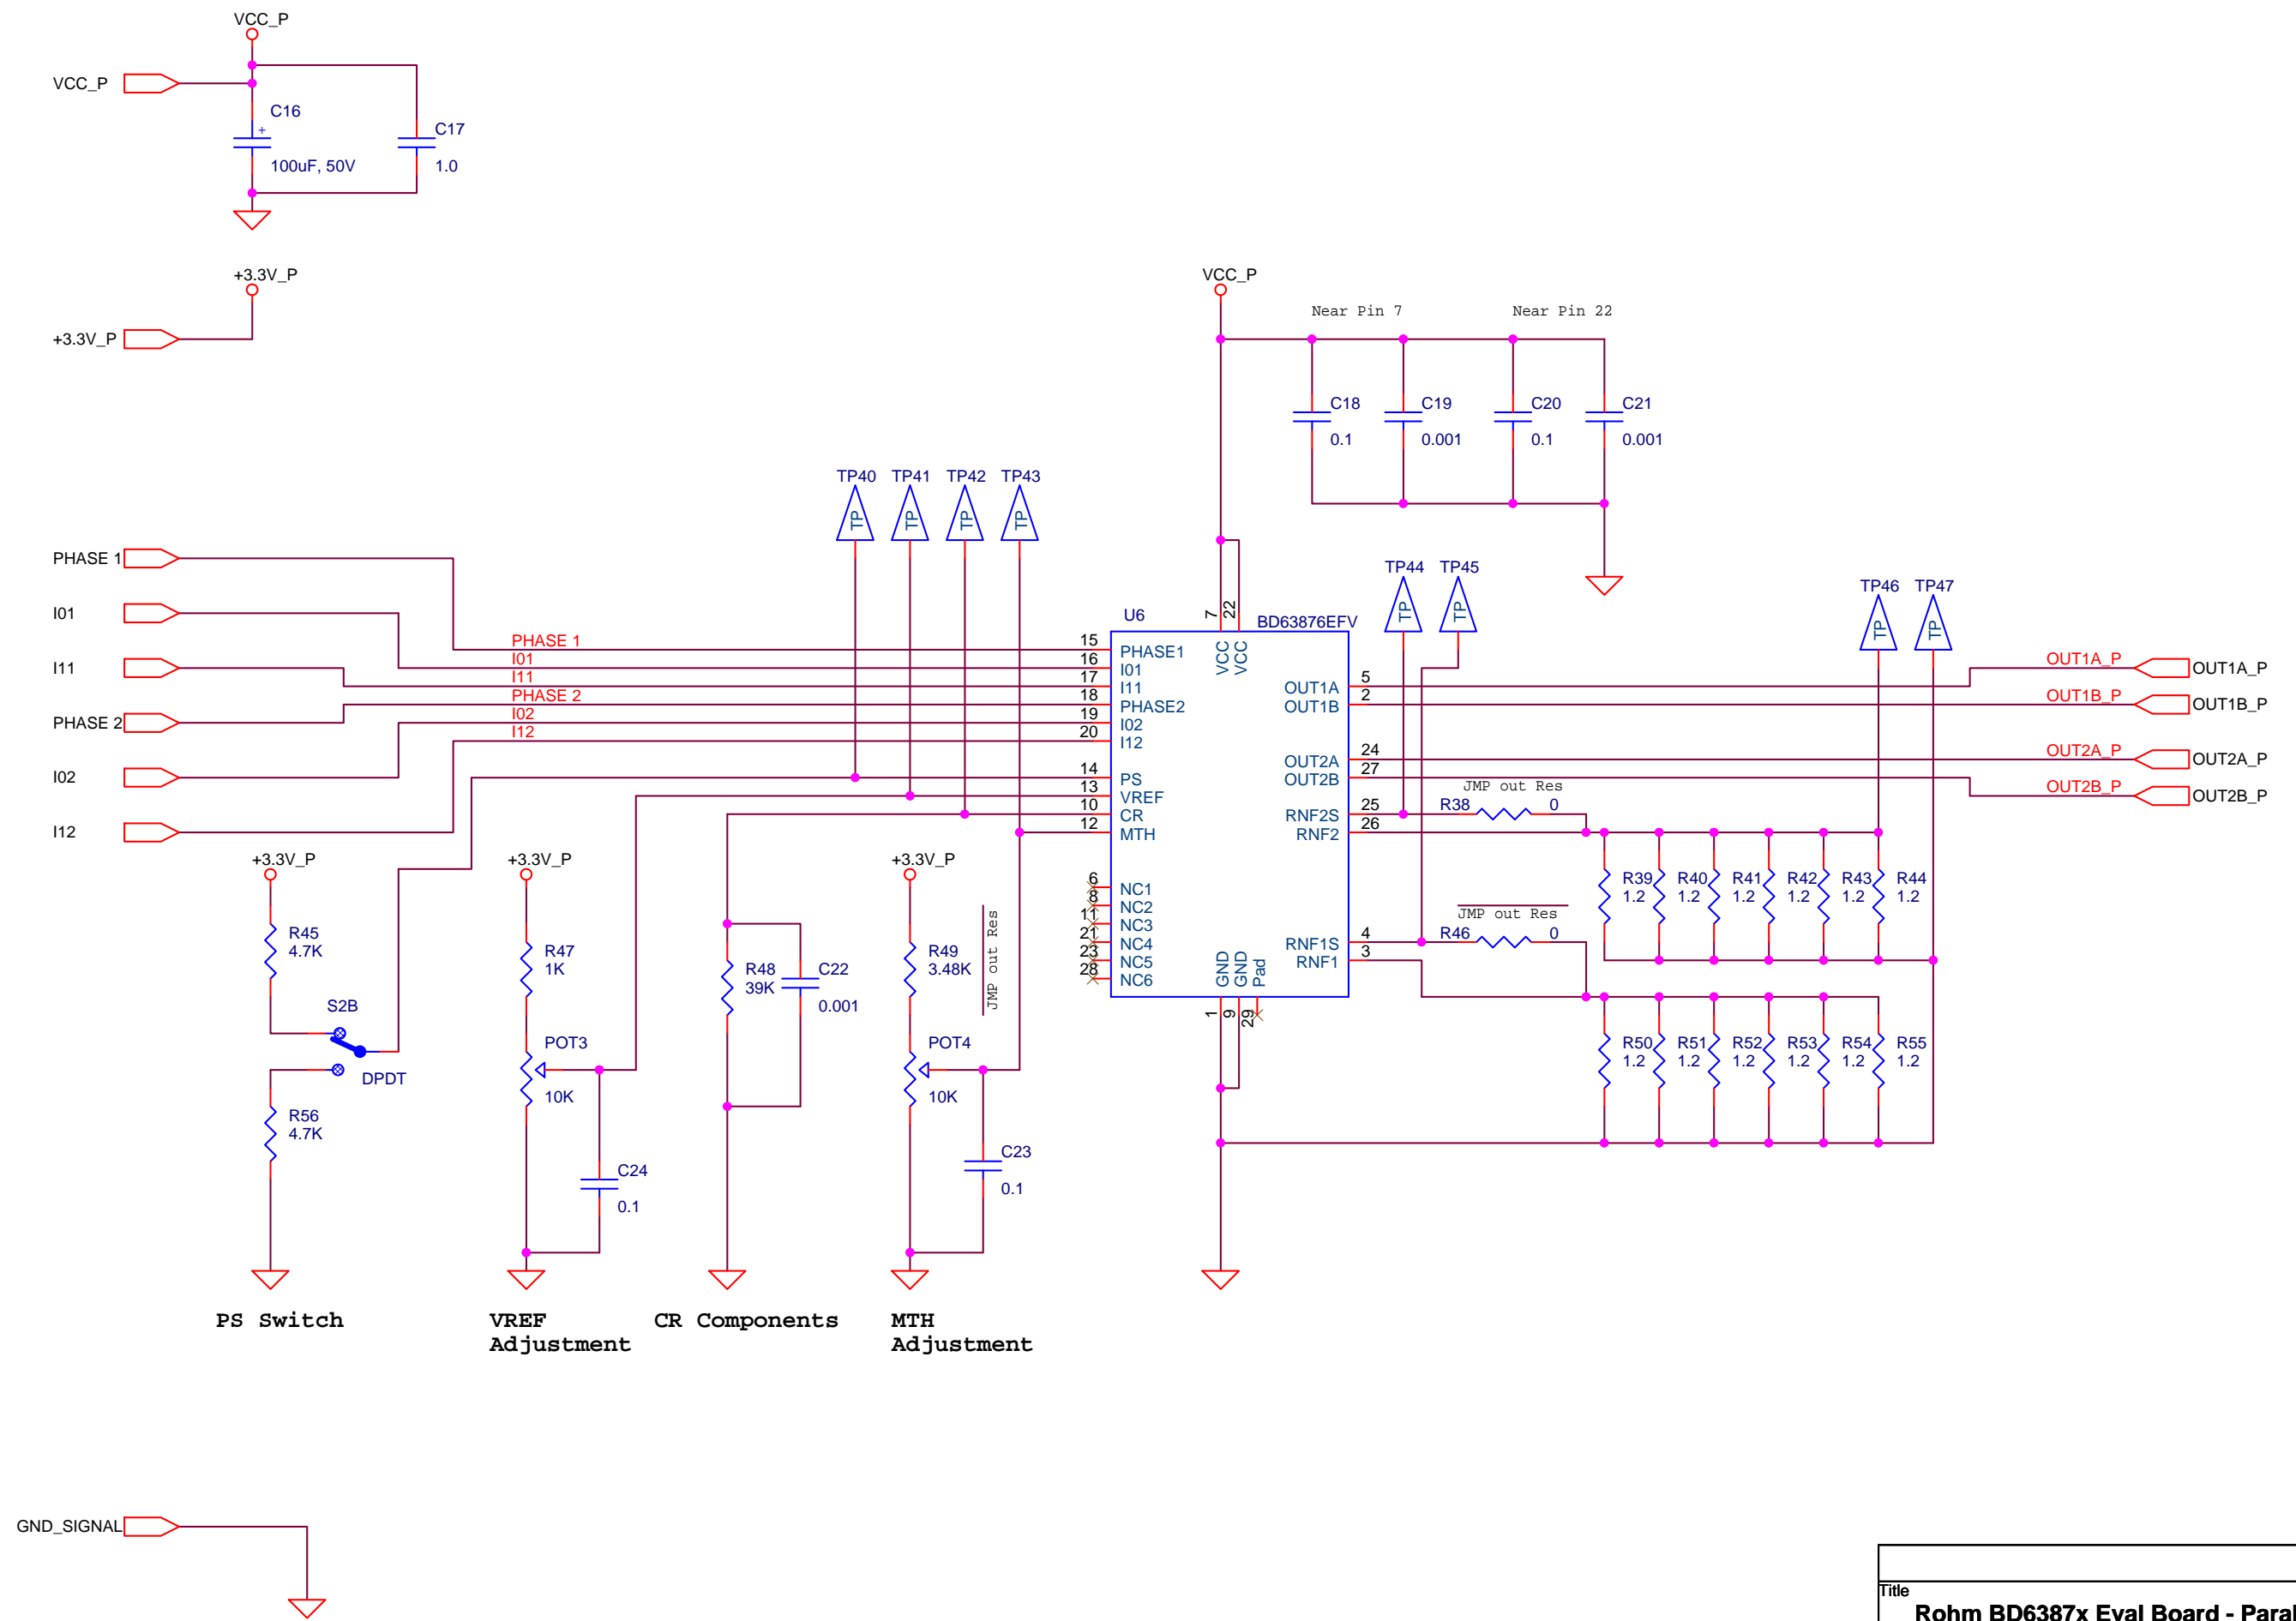 VCC_P
VCC_P
C16
+
100uF, 50V
C17
1.0
+3.3V_P
+3.3V_P
VCC_P
Near Pin 7
Near Pin 22
C18
0.1
C19
0.001
C20
0.1
C21
0.001
TP40
TP41
TP42
TP43
TP
TP
TP
TP
TP44
TP45
TP
TP
TP46
TP47
TP
TP
PHASE 1
I01
I11
PHASE 2
I02
I12
PHASE 1
I01
I11
PHASE 2
I02
I12
U6
BD63876EFV
7
22
VCC
VCC
15
16
17
18
19
20
14
13
10
12
PHASE1
I01
I11
PHASE2
I02
I12
PS
VREF
CR
MTH
6
8
11
21
23
28
NC1
NC2
NC3
NC4
NC5
NC6
OUT1A
OUT1B
OUT2A
OUT2B
RNF2S
RNF2
RNF1S
RNF1
5
2
24
27
25
26
4
3
GND
GND
Pad
1
9
29
OUT1A_P
OUT1B_P
OUT2A_P
OUT2B_P
OUT1A_P
OUT1B_P
OUT2A_P
OUT2B_P
JMP out Res
R38
0
JMP out Res
R46
0
R39
1.2
R40
1.2
R41
1.2
R42
1.2
R43
1.2
R44
1.2
R50
1.2
R51
1.2
R52
1.2
R53
1.2
R54
1.2
R55
1.2
+3.3V_P
R45
4.7K
S2B
DPDT
R56
4.7K
+3.3V_P
R47
1K
POT3
10K
C24
0.1
R48
39K
C22
0.001
+3.3V_P
R49
3.48K
JMP out Res
POT4
10K
C23
0.1
PS Switch
VREF
Adjustment
CR Components
MTH
Adjustment
GND_SIGNAL
Title
Rohm BD6387x Eval Board - Paral